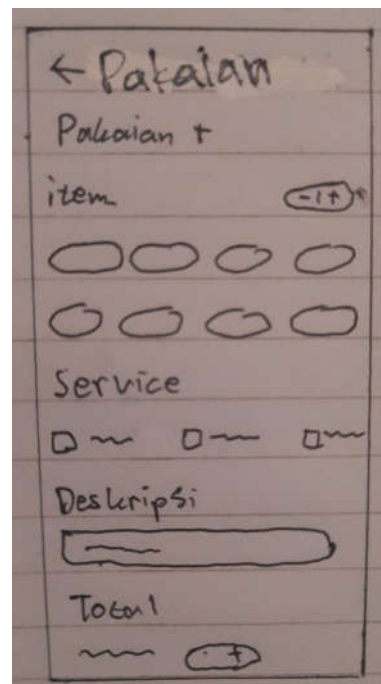 ← Pakaian
Pakaian +
item - 1 +
Service
Deskripsi
Total
- +